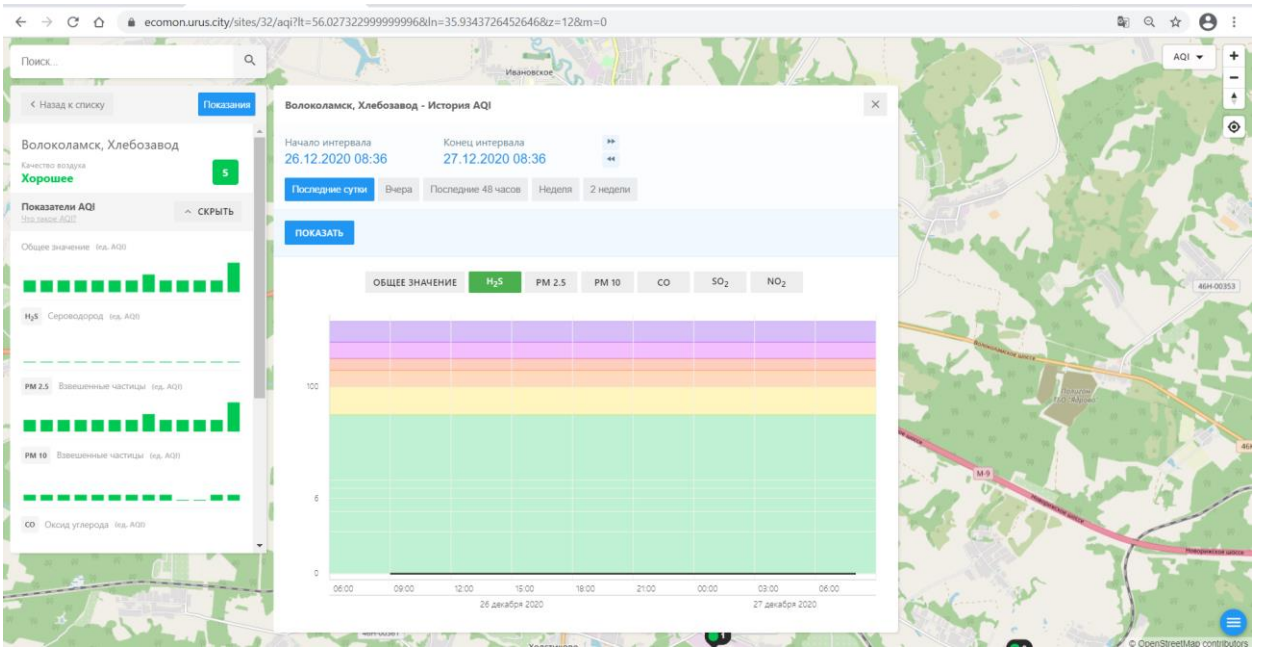 ecomon.urus.city/sites/32/aqi?lt=56.027322999999996&ln=35.9343726452646&z=12&m=0
Поиск...
Ивановское
AQI
< Назад к списку
Показания
Волоколамск, Хлебозавод
Качество воздуха
Хорошее
5
Показатели AQI
Что такое AQI?
СКРЫТЬ
Общее значение (ед. AQI)
H₂S Сероводород (ед. AQI)
PM 2.5 Взвешенные частицы (ед. AQI)
PM 10 Взвешенные частицы (ед. AQI)
CO Оксид углерода (ед. AQI)
Волоколамск, Хлебозавод - История AQI
Начало интервала Конец интервала
26.12.2020 08:36 27.12.2020 08:36
Последние сутки Вчера Последние 48 часов Неделя 2 недели
ПОКАЗАТЬ
ОБЩЕЕ ЗНАЧЕНИЕ H₂S PM 2.5 PM 10 CO SO₂ NO₂
100
6
0
06:00 09:00 12:00 15:00 18:00 21:00 00:00 03:00 06:00
26 декабря 2020 27 декабря 2020
46Н-00353
Волоколамское шоссе
М-9
Новорижское шоссе
Новорижское шоссе
1
© OpenStreetMap contributors